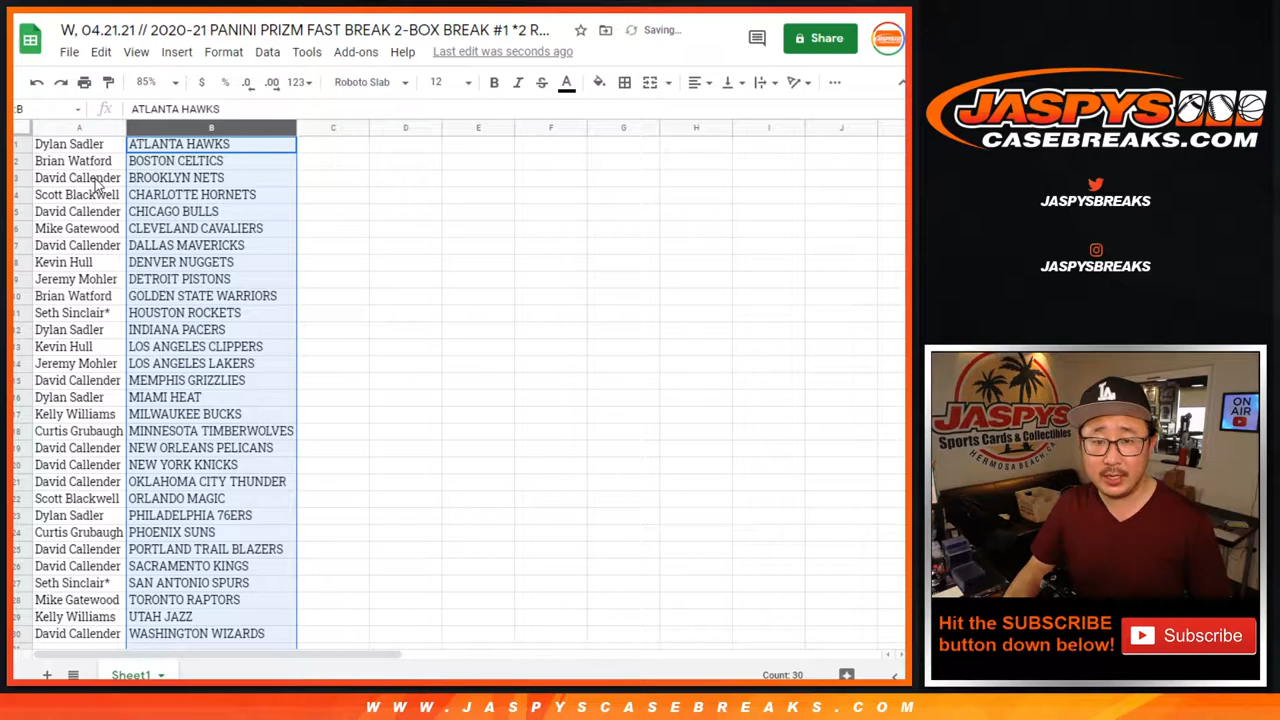 W, 04.21.21 // 2020-21 PANINI PRIZM FAST BREAK 2-BOX BREAK #1 *2 R...
Saving...
Share
File Edit View Insert Format Data Tools Add-ons Help Last edit was seconds ago
85% $ % .0 .00 123 Roboto Slab 12 B I S A
ATLANTA HAWKS
A B C D E F G H I J
1 Dylan Sadler ATLANTA HAWKS
2 Brian Watford BOSTON CELTICS
3 David Callender BROOKLYN NETS
4 Scott Blackwell CHARLOTTE HORNETS
5 David Callender CHICAGO BULLS
6 Mike Gatewood CLEVELAND CAVALIERS
7 David Callender DALLAS MAVERICKS
8 Kevin Hull DENVER NUGGETS
9 Jeremy Mohler DETROIT PISTONS
10 Brian Watford GOLDEN STATE WARRIORS
11 Seth Sinclair* HOUSTON ROCKETS
12 Dylan Sadler INDIANA PACERS
13 Kevin Hull LOS ANGELES CLIPPERS
14 Jeremy Mohler LOS ANGELES LAKERS
15 David Callender MEMPHIS GRIZZLIES
16 Dylan Sadler MIAMI HEAT
17 Kelly Williams MILWAUKEE BUCKS
18 Curtis Grubaugh MINNESOTA TIMBERWOLVES
19 David Callender NEW ORLEANS PELICANS
20 David Callender NEW YORK KNICKS
21 David Callender OKLAHOMA CITY THUNDER
22 Scott Blackwell ORLANDO MAGIC
23 Dylan Sadler PHILADELPHIA 76ERS
24 Curtis Grubaugh PHOENIX SUNS
25 David Callender PORTLAND TRAIL BLAZERS
26 David Callender SACRAMENTO KINGS
27 Seth Sinclair* SAN ANTONIO SPURS
28 Mike Gatewood TORONTO RAPTORS
29 Kelly Williams UTAH JAZZ
30 David Callender WASHINGTON WIZARDS
Sheet1
Count: 30
JASPYS
CASEBREAKS.COM
JASPYSBREAKS
JASPYSBREAKS
JASPYS
Sports Cards & Collectibles
HERMOSA BEACH, CA
LA
ON
AIR
Hit the SUBSCRIBE
button down below!
Subscribe
WWW.JASPYSCASEBREAKS.COM